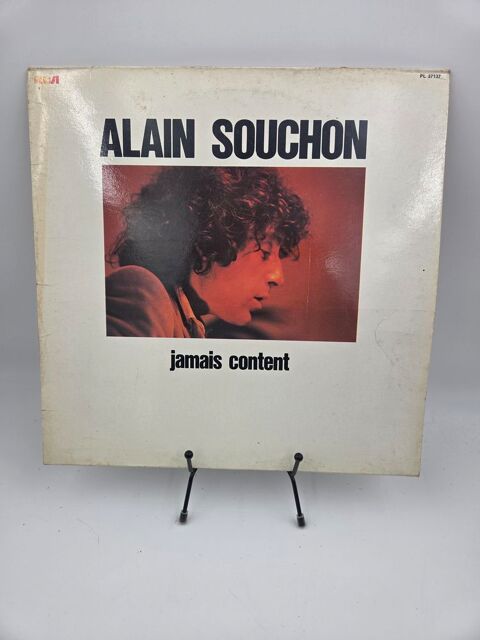 RCA
PL 37132
ALAIN SOUCHON
jamais content